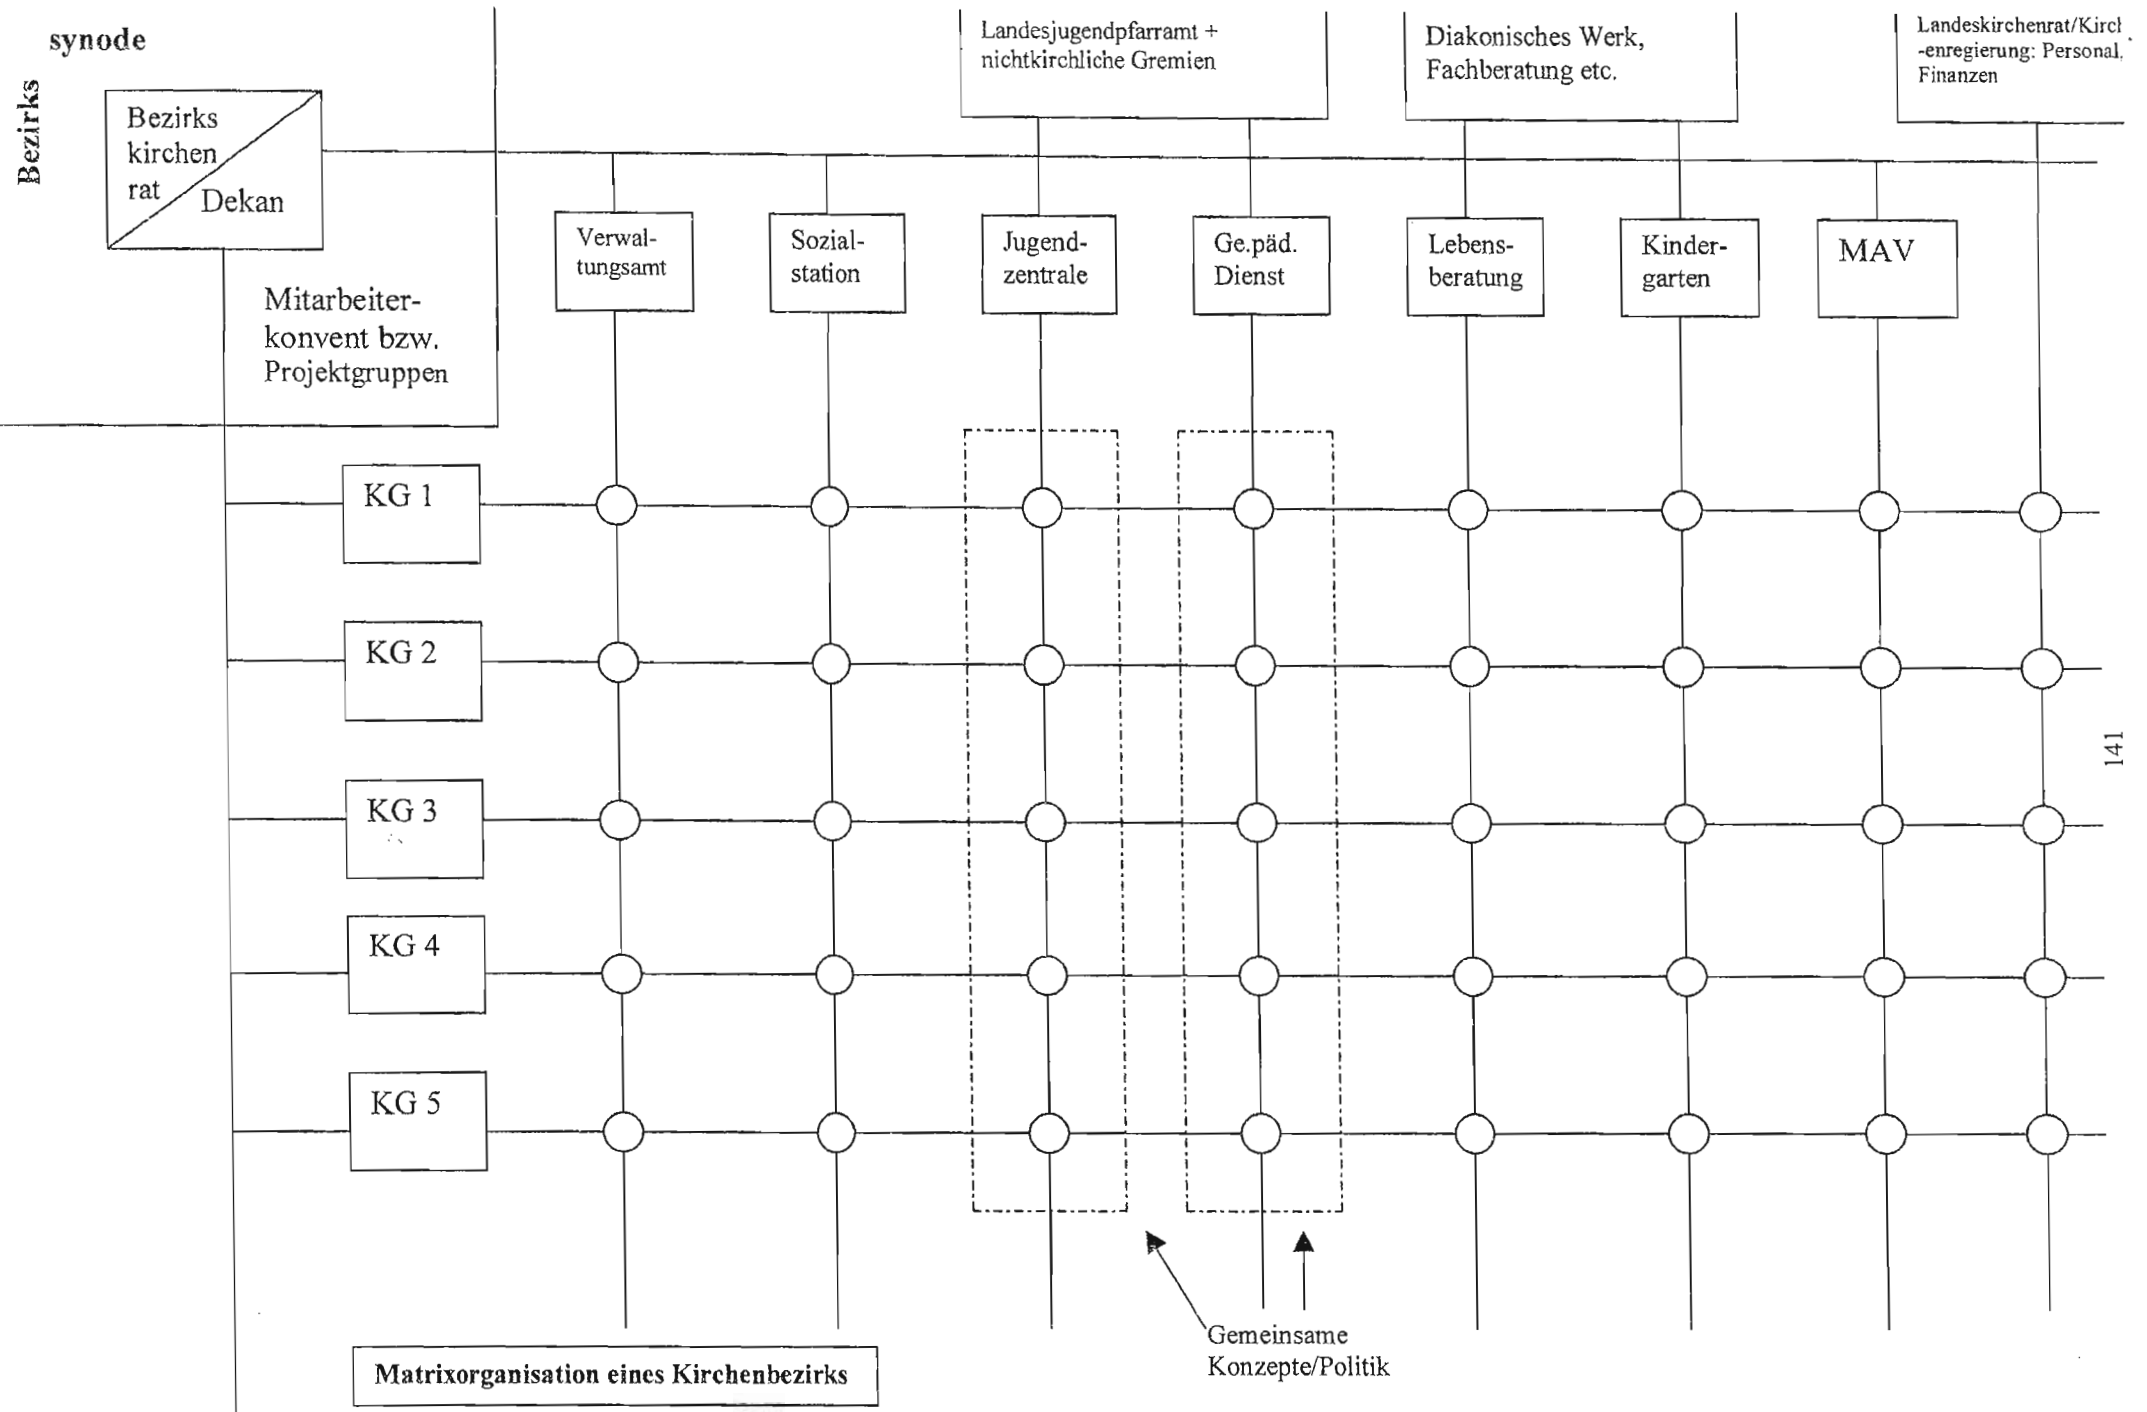 synode
Bezirks
Bezirks
kirchen
rat
Dekan
Mitarbeiter-
konvent bzw.
Projektgruppen
Landesjugendpfarramt +
nichtkirchliche Gremien
Diakonisches Werk,
Fachberatung etc.
Landeskirchenrat/Kirch
-enregierung: Personal,
Finanzen
Verwal-
tungsamt
Sozial-
station
Jugend-
zentrale
Ge.päd.
Dienst
Lebens-
beratung
Kinder-
garten
MAV
KG 1
KG 2
KG 3
KG 4
KG 5
141
Gemeinsame
Konzepte/Politik
Matrixorganisation eines Kirchenbezirks